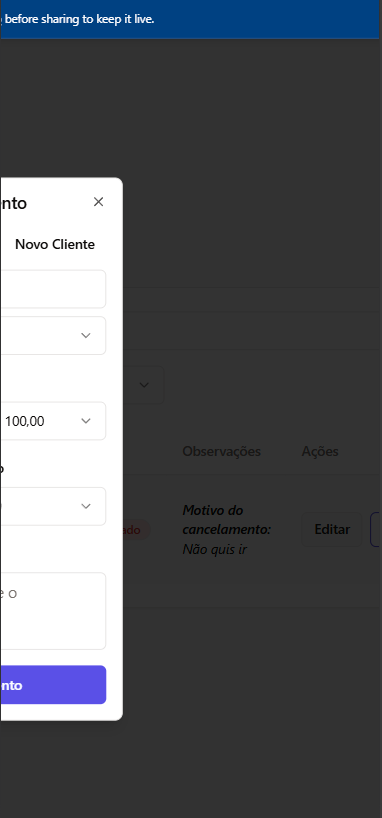 before sharing to keep it live.
nto
Novo Cliente
100,00
Observações
Ações
o
ado
Motivo do
cancelamento:
Não quis ir
Editar
e o
nto